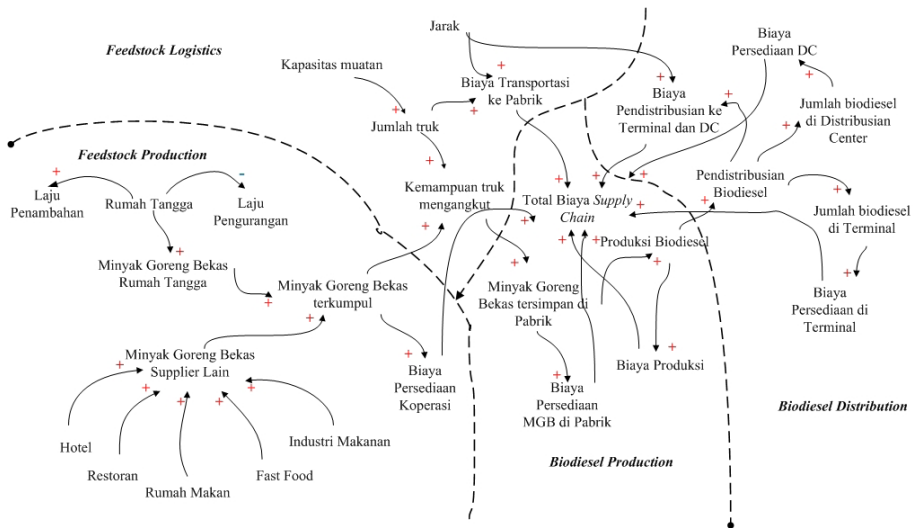 Feedstock Logistics
Jarak
Biaya
Persediaan DC
Kapasitas muatan
Biaya Transportasi
ke Pabrik
Biaya
Pendistribusian ke
Terminal dan DC
Jumlah biodiesel
di Distribusian
Center
Jumlah truk
Feedstock Production
Laju
Penambahan
Rumah Tangga
Laju
Pengurangan
Kemampuan truk
mengangkut
Total Biaya Supply
Chain
Pendistribusian
Biodiesel
Jumlah biodiesel
di Terminal
Produksi Biodiesel
Minyak Goreng Bekas
Rumah Tangga
Minyak Goreng Bekas
terkumpul
Minyak Goreng
Bekas tersimpan di
Pabrik
Biaya
Persediaan di
Terminal
Minyak Goreng Bekas
Supplier Lain
Biaya
Persediaan
Koperasi
Biaya
Persediaan
MGB di Pabrik
Biaya Produksi
Biodiesel Distribution
Hotel
Restoran
Rumah Makan
Fast Food
Industri Makanan
Biodiesel Production